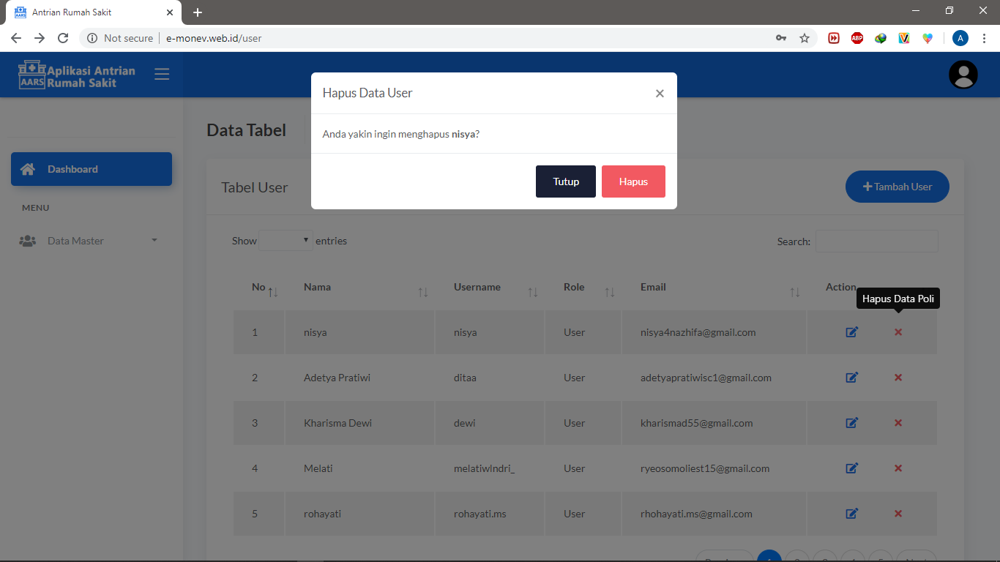 Antrian Rumah Sakit
Not secure
e-monev.web.id/user
ABP
A
AARS
Aplikasi Antrian
Rumah Sakit
Hapus Data User
Anda yakin ingin menghapus nisya?
Tutup
Hapus
Data Tabel
Dashboard
MENU
Data Master
Tabel User
Tambah User
Show entries
Search:
No Nama Username Role Email Action
Hapus Data Poli
1 nisya nisya User nisya4nazhifa@gmail.com
2 Adetya Pratiwi ditaa User adetyapratiwisc1@gmail.com
3 Kharisma Dewi dewi User kharismad55@gmail.com
4 Melati melatiwlndri_ User ryeosomoliest15@gmail.com
5 rohayati rohayati.ms User rhohayati.ms@gmail.com